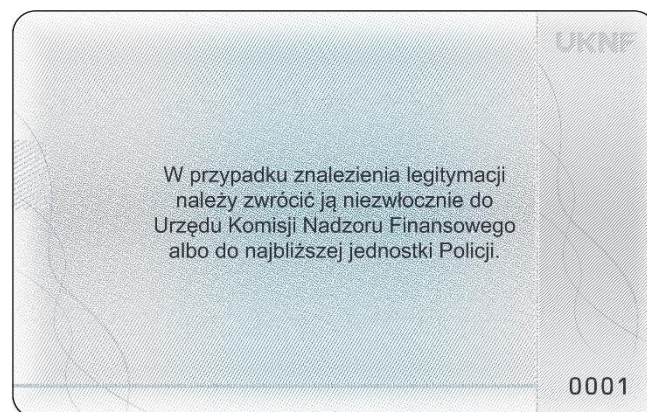 UKNF
W przypadku znalezienia legitymacji
należy zwrócić ją niezwłocznie do
Urzędu Komisji Nadzoru Finansowego
albo do najbliższej jednostki Policji.
0001